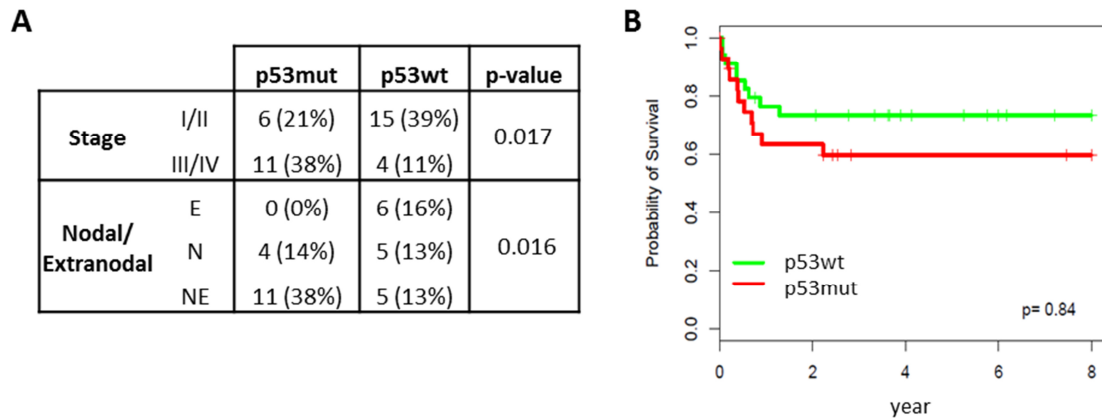 A
p53mut p53wt p-value
Stage
I/II 6 (21%) 15 (39%) 0.017
III/IV 11 (38%) 4 (11%)
Nodal/
Extranodal
E 0 (0%) 6 (16%) 0.016
N 4 (14%) 5 (13%)
NE 11 (38%) 5 (13%)
B
Probability of Survival
1.0
0.8
0.6
0.4
0.2
0.0
p53wt
p53mut
p= 0.84
0 2 4 6 8
year